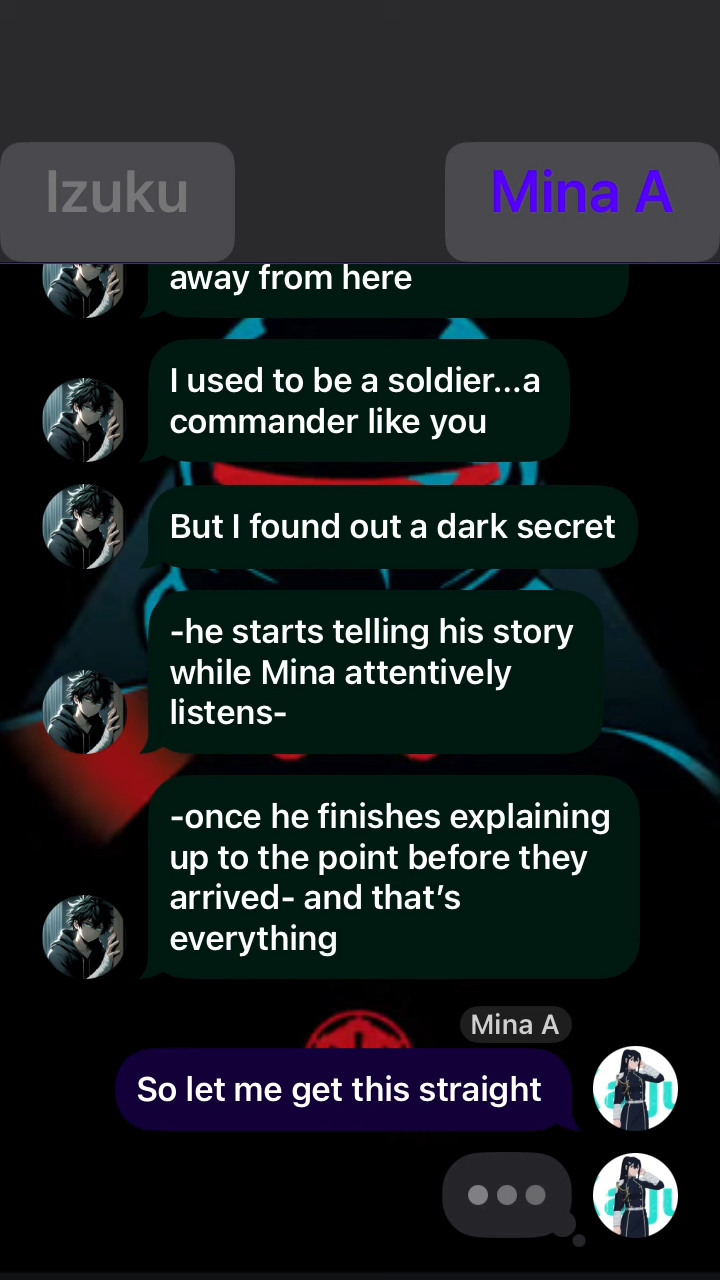 Izuku
Mina A
away from here
I used to be a soldier...a
commander like you
But I found out a dark secret
-he starts telling his story
while Mina attentively
listens-
-once he finishes explaining
up to the point before they
arrived- and that’s
everything
Mina A
So let me get this straight